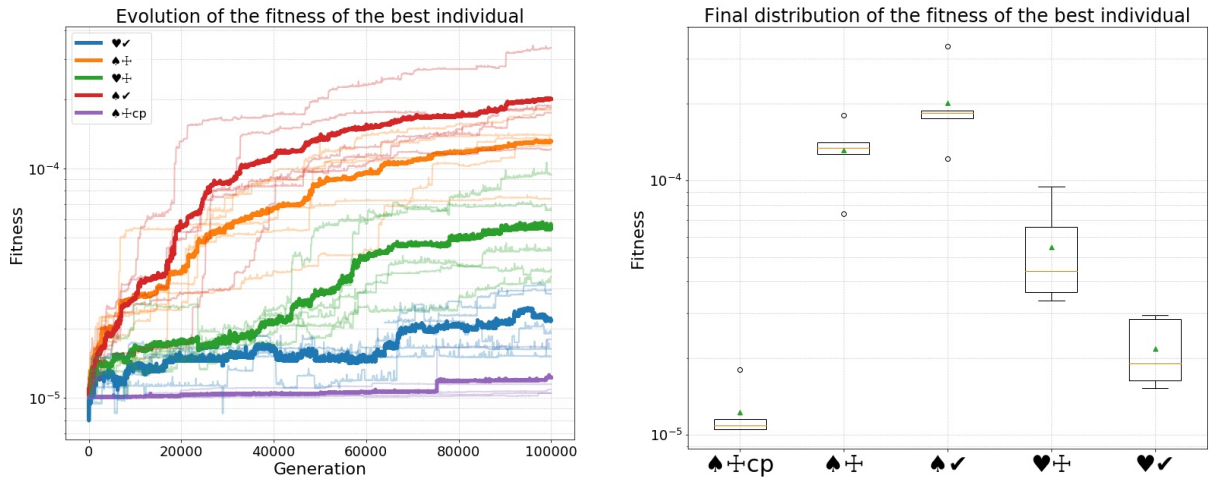 Evolution of the fitness of the best individual
♥✔
♠☩
♥☩
♠✔
♠☩cp
Fitness
10⁻⁴
10⁻⁵
0 20000 40000 60000 80000 100000
Generation
Final distribution of the fitness of the best individual
Fitness
10⁻⁴
10⁻⁵
♠☩cp ♠☩ ♠✔ ♥☩ ♥✔